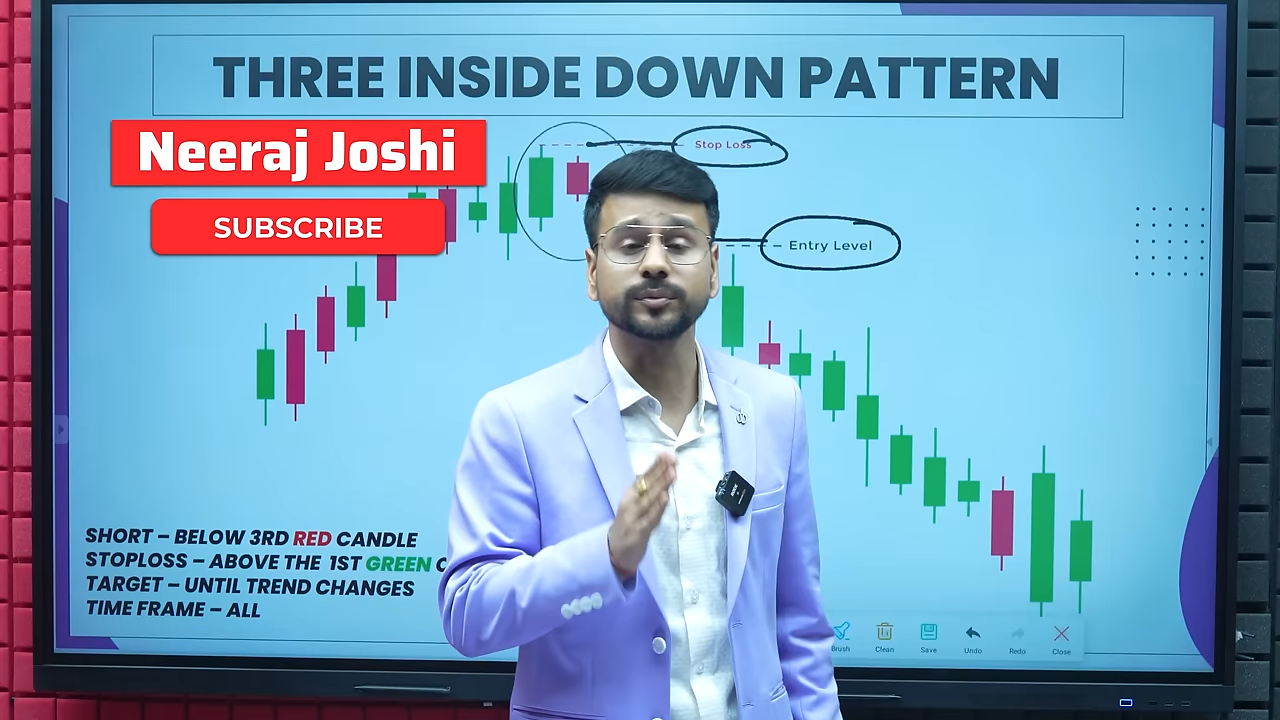 THREE INSIDE DOWN PATTERN
Neeraj Joshi
SUBSCRIBE
Stop Loss
Entry Level
SHORT – BELOW 3RD RED CANDLE
STOPLOSS – ABOVE THE 1ST GREEN
TARGET – UNTIL TREND CHANGES
TIME FRAME – ALL
Brush Clean Save Undo Redo Close